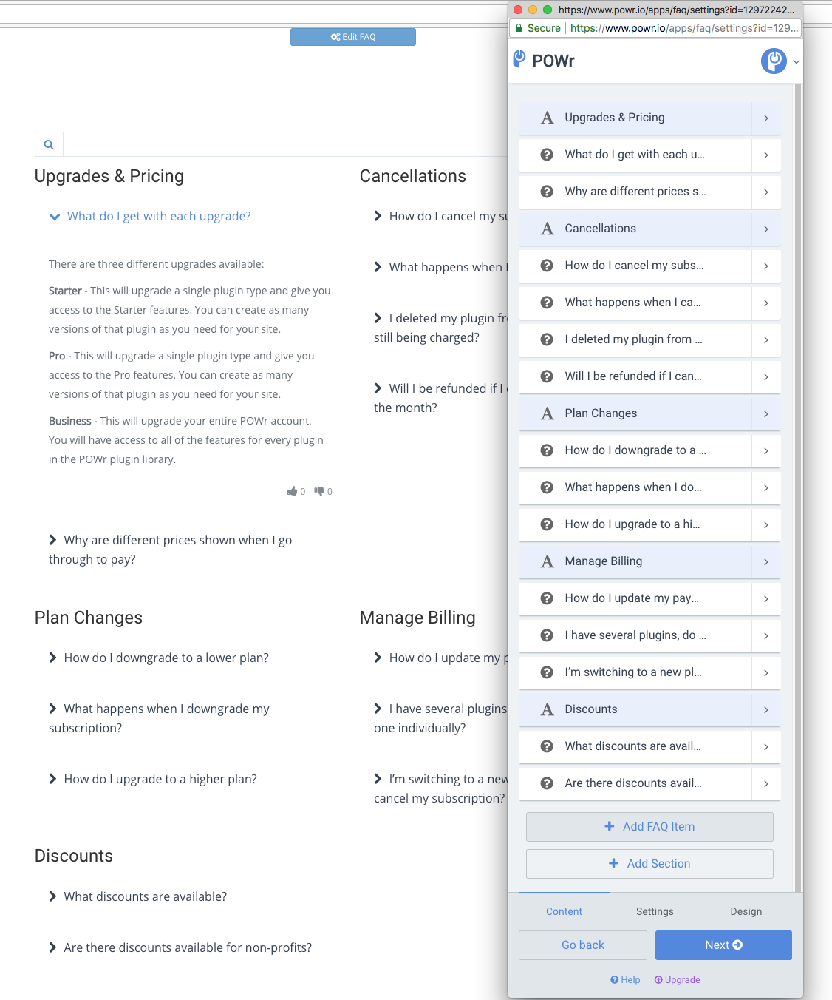 Edit FAQ
Upgrades & Pricing
What do I get with each upgrade?
There are three different upgrades available:
Starter - This will upgrade a single plugin type and give you
access to the Starter features. You can create as many
versions of that plugin as you need for your site.
Pro - This will upgrade a single plugin type and give you
access to the Pro features. You can create as many
versions of that plugin as you need for your site.
Business - This will upgrade your entire POWr account.
You will have access to all of the features for every plugin
in the POWr plugin library.
0 0
Why are different prices shown when I go
through to pay?
Cancellations
How do I cancel my su
What happens when I
I deleted my plugin fr
still being charged?
Will I be refunded if I
the month?
Plan Changes
How do I downgrade to a lower plan?
What happens when I downgrade my
subscription?
How do I upgrade to a higher plan?
Manage Billing
How do I update my p
I have several plugins
one individually?
I'm switching to a new
cancel my subscription?
Discounts
What discounts are available?
Are there discounts available for non-profits?
https://www.powr.io/apps/faq/settings?id=12972242...
Secure https://www.powr.io/apps/faq/settings?id=129...
POWr
A Upgrades & Pricing
What do I get with each u...
Why are different prices s...
A Cancellations
How do I cancel my subs...
What happens when I ca...
I deleted my plugin from ...
Will I be refunded if I can...
A Plan Changes
How do I downgrade to a ...
What happens when I do...
How do I upgrade to a hi...
A Manage Billing
How do I update my pay...
I have several plugins, do ...
I'm switching to a new pl...
A Discounts
What discounts are avail...
Are there discounts avail...
+ Add FAQ Item
+ Add Section
Content Settings Design
Go back Next
Help Upgrade